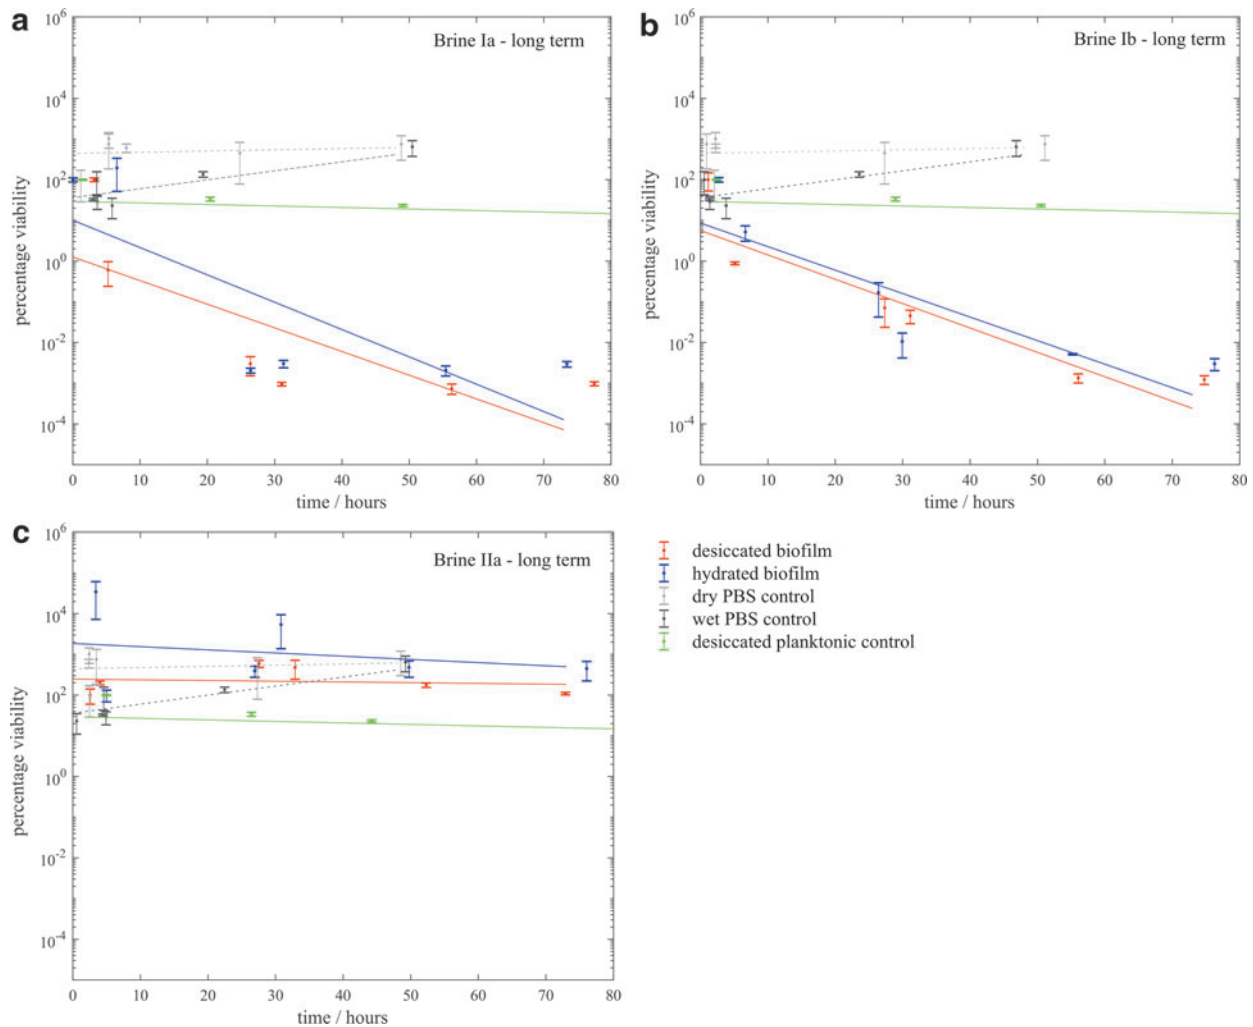 a
Brine Ia - long term
10^6
10^4
10^2
10^0
10^-2
10^-4
percentage viability
0 10 20 30 40 50 60 70 80
time / hours
b
Brine Ib - long term
10^6
10^4
10^2
10^0
10^-2
10^-4
percentage viability
0 10 20 30 40 50 60 70 80
time / hours
c
Brine IIa - long term
10^6
10^4
10^2
10^0
10^-2
10^-4
percentage viability
0 10 20 30 40 50 60 70 80
time / hours
desiccated biofilm
hydrated biofilm
dry PBS control
wet PBS control
desiccated planktonic control